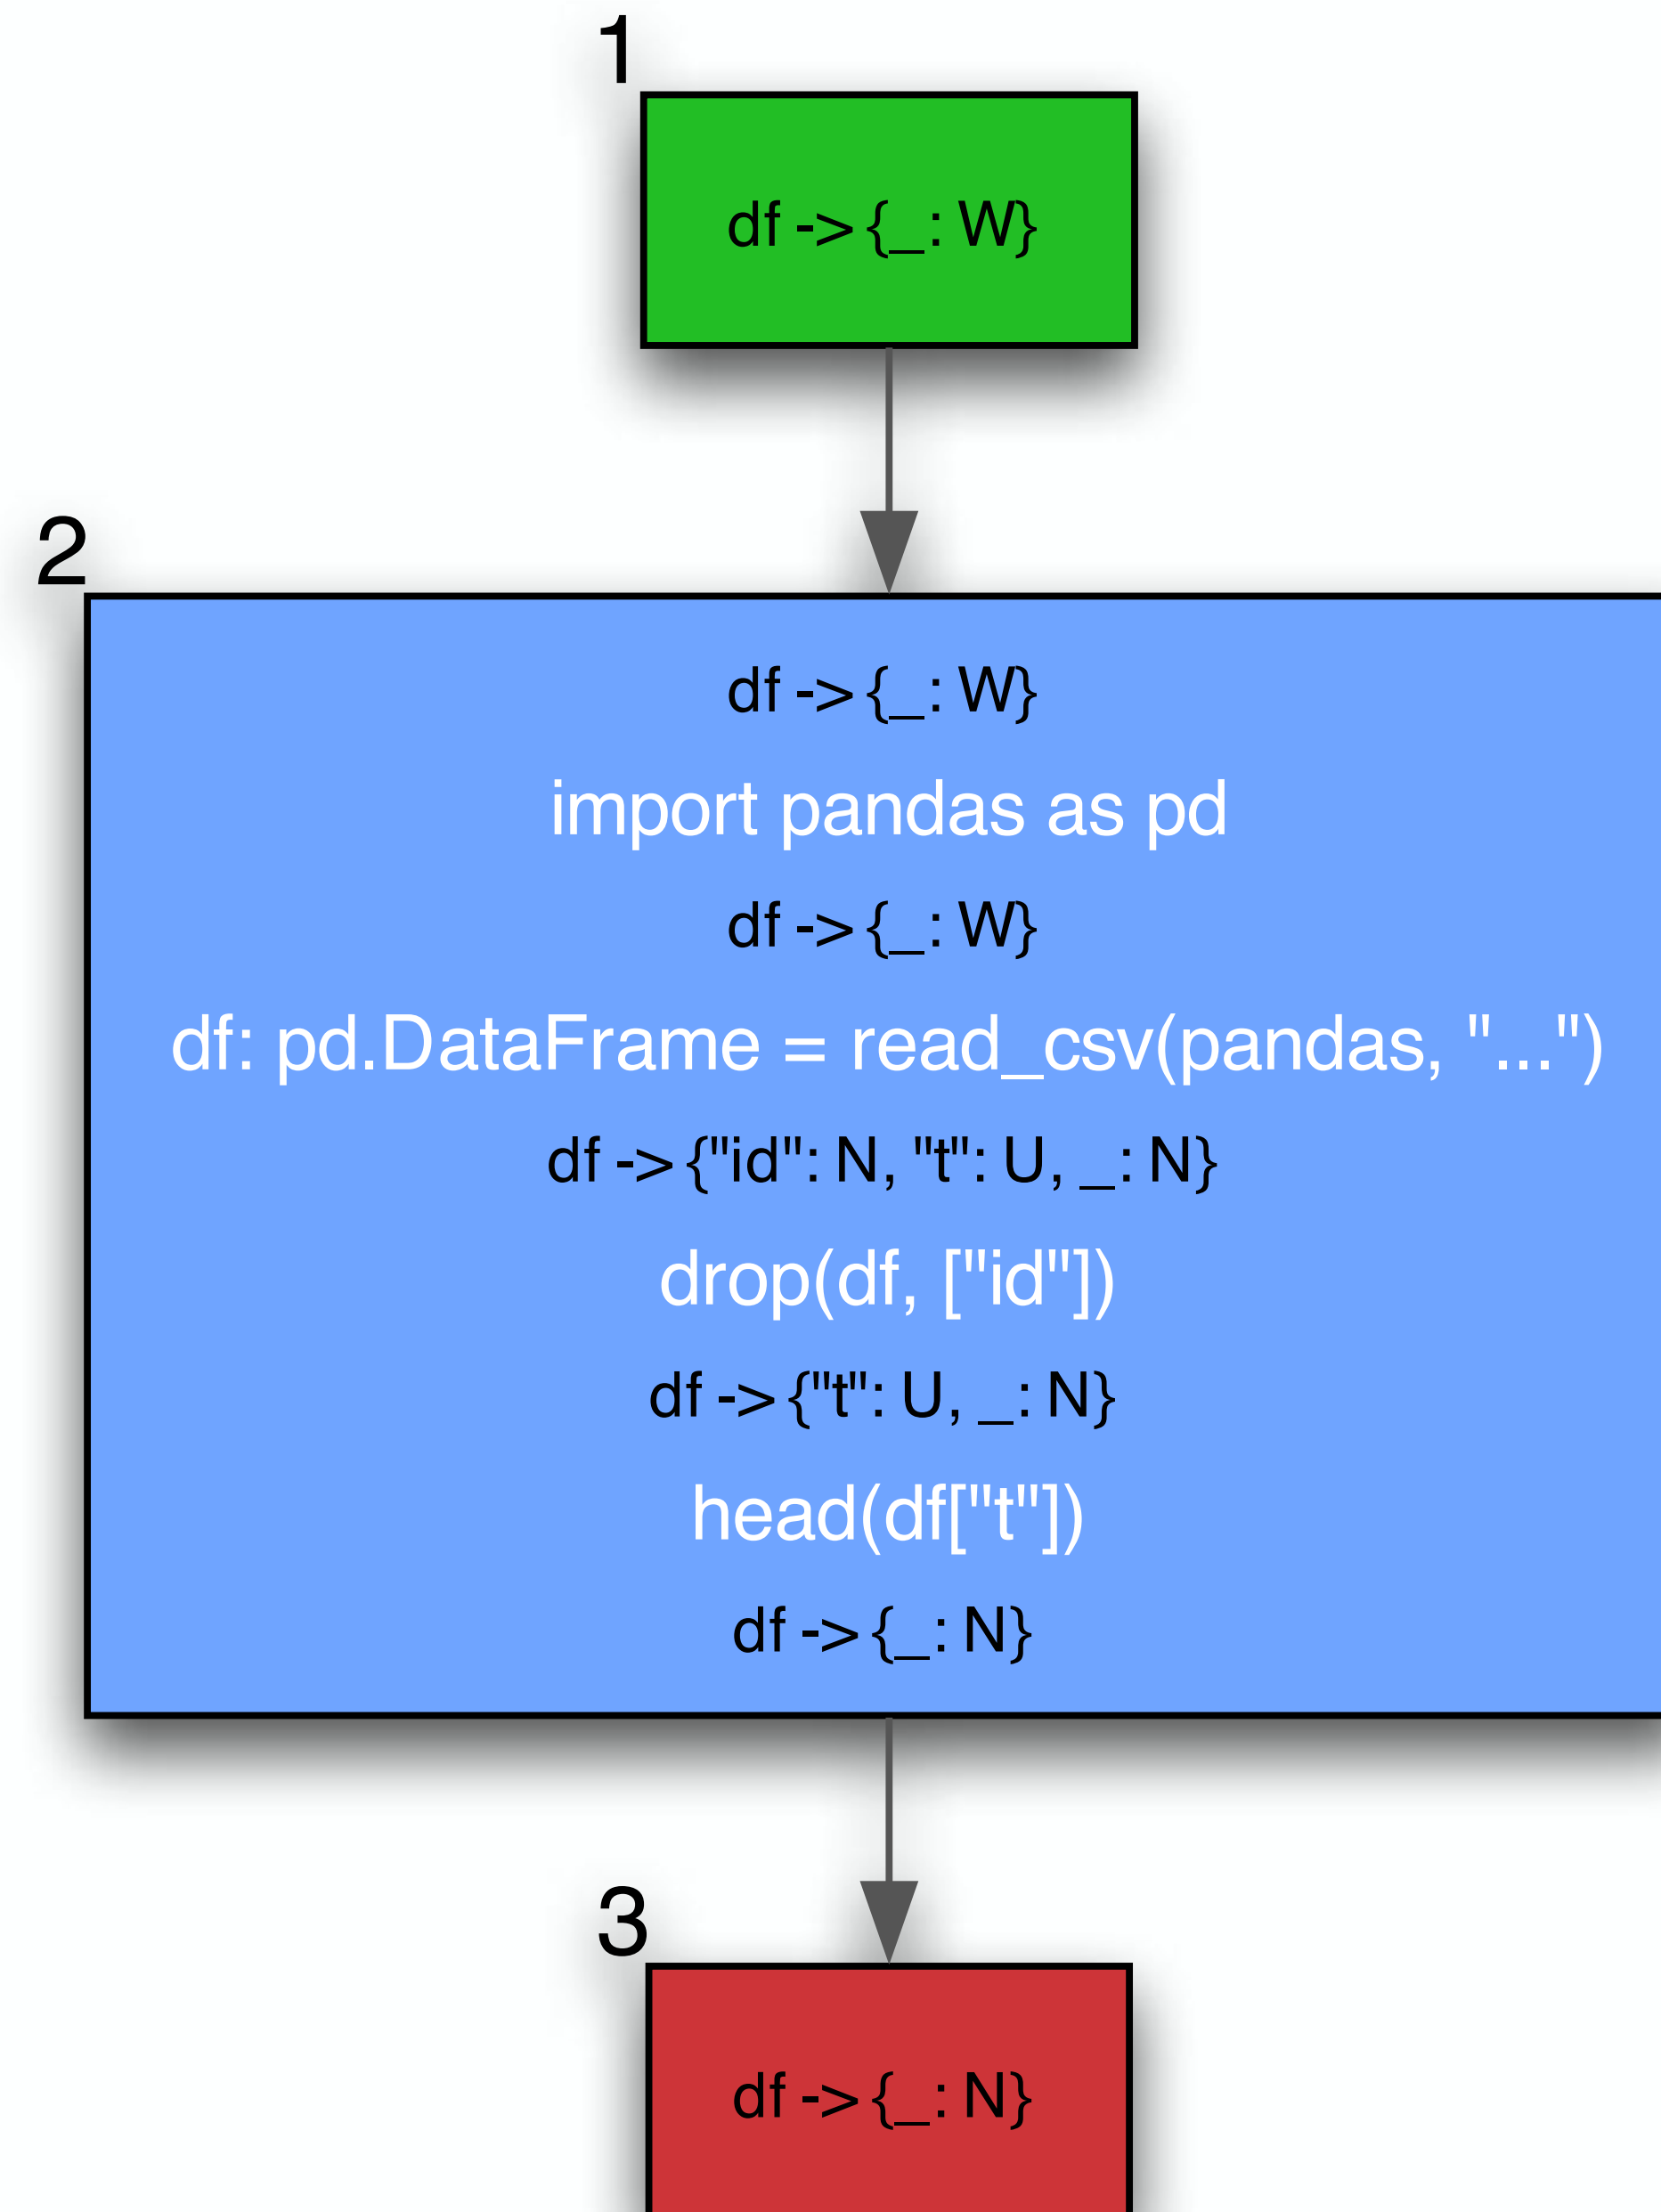 1
df -> {_: W}
2
df -> {_: W}
import pandas as pd
df -> {_: W}
df: pd.DataFrame = read_csv(pandas, "...")
df -> {"id": N, "t": U, _: N}
drop(df, ["id"])
df -> {"t": U, _: N}
head(df["t"])
df -> {_: N}
3
df -> {_: N}